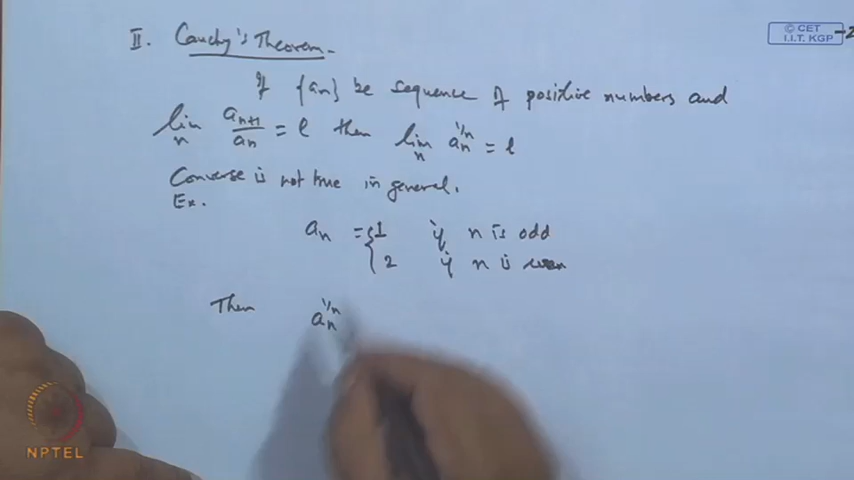 © CET
I.I.T. KGP
II. Cauchy's Theorem.
If {an} be sequence of positive numbers and
lim n an+1/an = l then lim n an^1/n = l
Converse is not true in general.
Ex.
an = { 1 if n is odd
2 if n is even
Then an^1/n
NPTEL